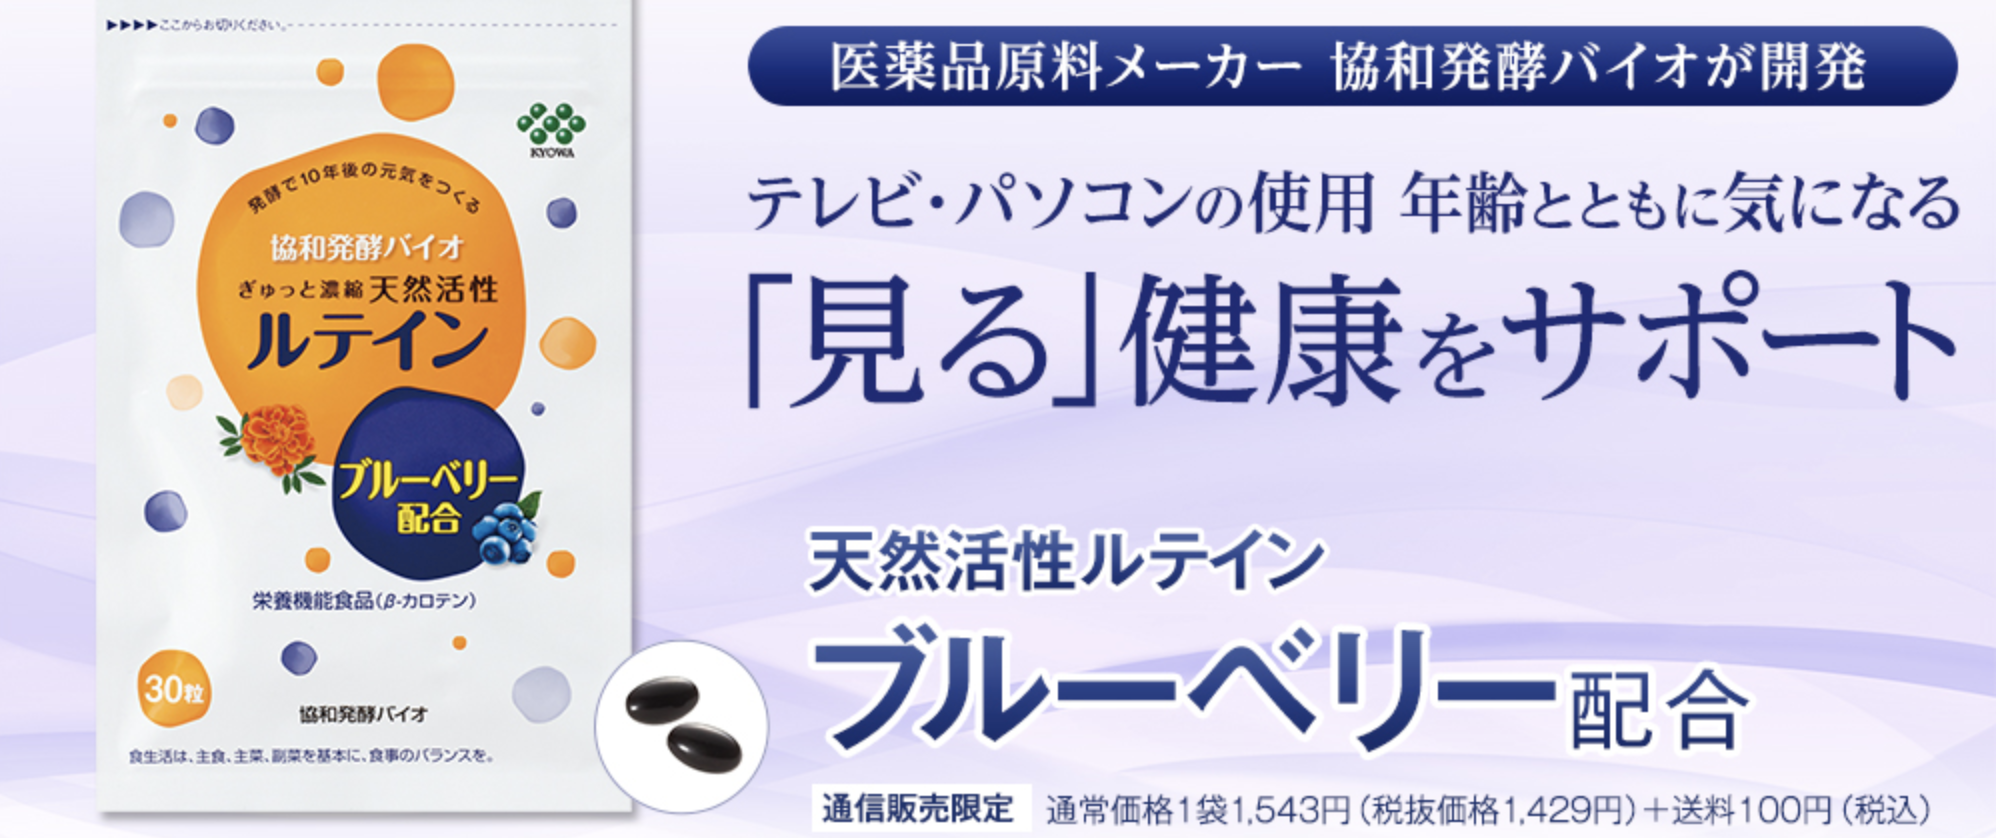 ▶▶▶▶ここからお切りください。
KYOWA
発酵で10年後の元気をつくる
協和発酵バイオ
ぎゅっと濃縮 天然活性
ルテイン
ブルーベリー
配合
栄養機能食品(β-カロテン)
30粒
協和発酵バイオ
食生活は、主食、主菜、副菜を基本に、食事のバランスを。
医薬品原料メーカー 協和発酵バイオが開発
テレビ・パソコンの使用 年齢とともに気になる
「見る」健康をサポート
天然活性ルテイン
ブルーベリー配合
通信販売限定 通常価格1袋1,543円(税抜価格1,429円)+送料100円(税込)